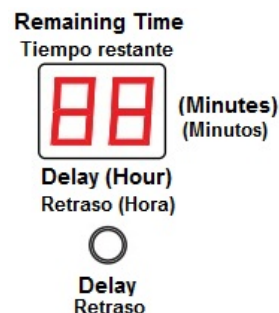 Remaining Time
Tiempo restante
88
(Minutes)
(Minutos)
Delay (Hour)
Retraso (Hora)
Delay
Retraso